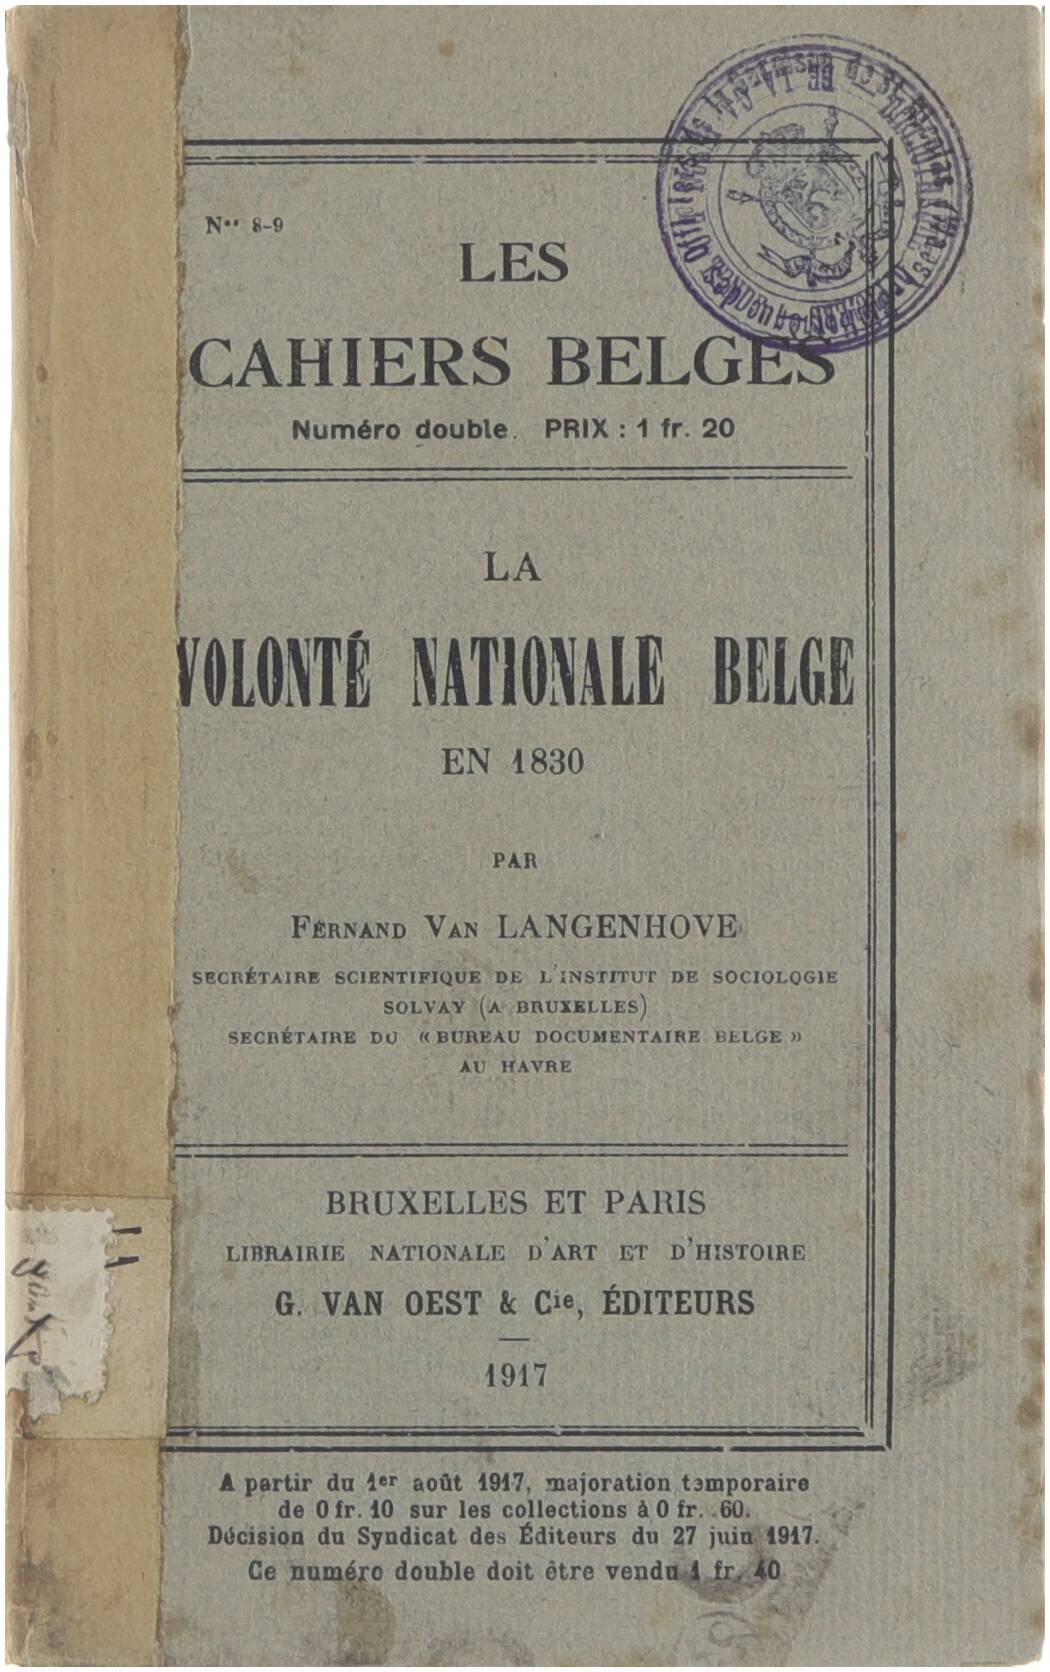 Nos 8-9
LES
CAHIERS BELGES
Numéro double. PRIX : 1 fr. 20
LA
VOLONTÉ NATIONALE BELGE
EN 1830
PAR
FERNAND VAN LANGENHOVE
SECRÉTAIRE SCIENTIFIQUE DE L'INSTITUT DE SOCIOLOGIE
SOLVAY (A BRUXELLES)
SECRÉTAIRE DU « BUREAU DOCUMENTAIRE BELGE »
AU HAVRE
BRUXELLES ET PARIS
LIBRAIRIE NATIONALE D'ART ET D'HISTOIRE
G. VAN OEST & Cie, ÉDITEURS
1917
A partir du 1er août 1917, majoration temporaire
de 0 fr. 10 sur les collections à 0 fr. 60.
Décision du Syndicat des Éditeurs du 27 juin 1917.
Ce numéro double doit être vendu 1 fr. 40